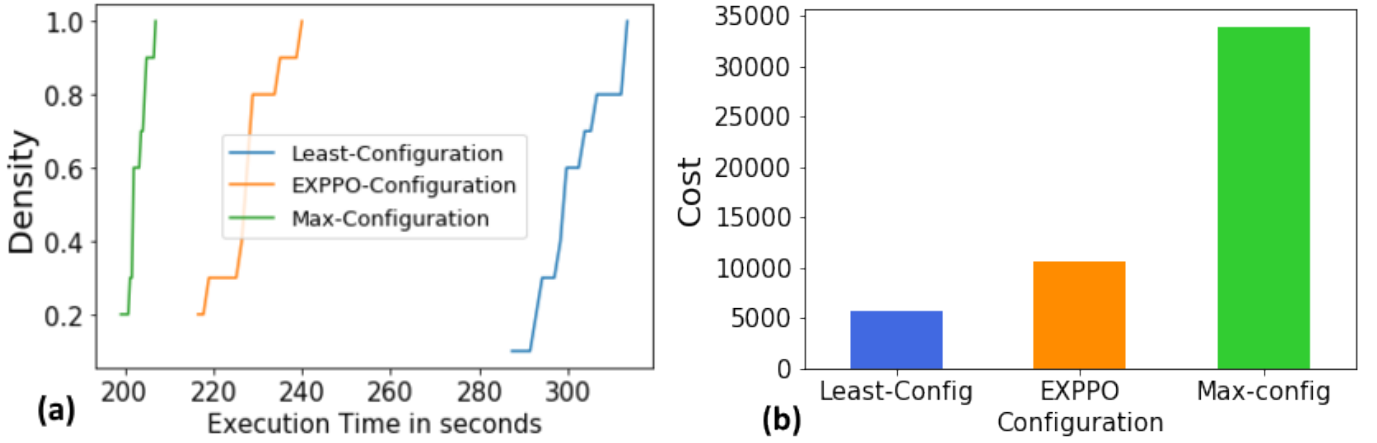 1.0
0.8
0.6
0.4
0.2
Density
Least-Configuration
EXPPO-Configuration
Max-Configuration
200 220 240 260 280 300
Execution Time in seconds
(a)
35000
30000
25000
20000
15000
10000
5000
0
Cost
Least-Config EXPPO Max-config
Configuration
(b)